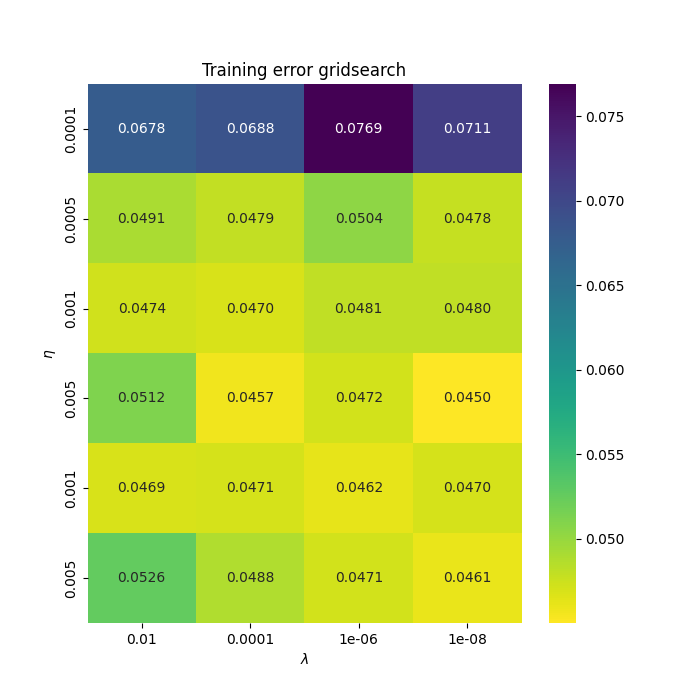 Training error gridsearch
0.0001 0.0678 0.0688 0.0769 0.0711
0.0005 0.0491 0.0479 0.0504 0.0478
0.001 0.0474 0.0470 0.0481 0.0480
0.005 0.0512 0.0457 0.0472 0.0450
0.001 0.0469 0.0471 0.0462 0.0470
0.005 0.0526 0.0488 0.0471 0.0461
η
0.01 0.0001 1e-06 1e-08
λ
0.075
0.070
0.065
0.060
0.055
0.050